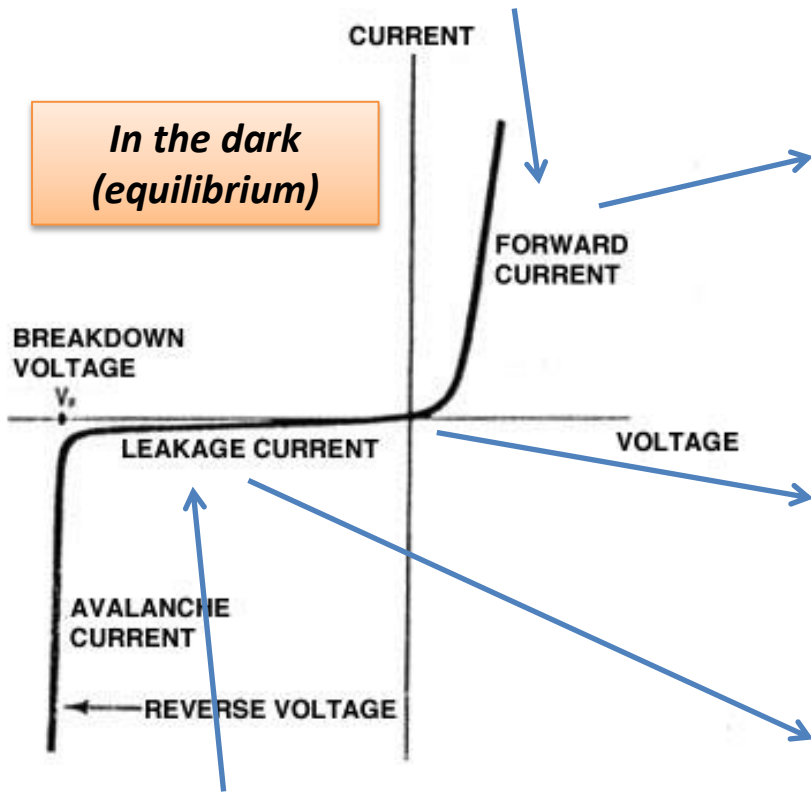 CURRENT
In the dark
(equilibrium)
FORWARD
CURRENT
BREAKDOWN
VOLTAGE
LEAKAGE CURRENT
VOLTAGE
AVALANCHE
CURRENT
REVERSE VOLTAGE